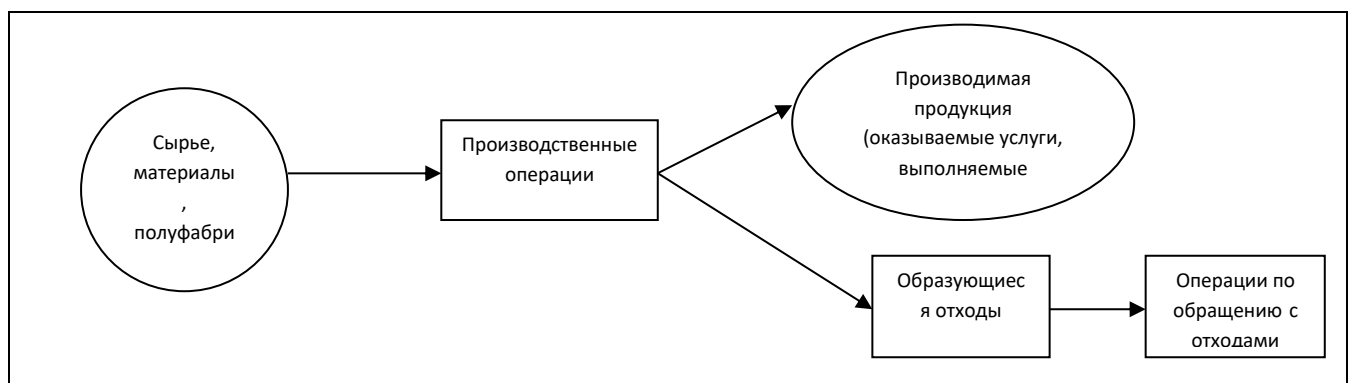 Сырье,
материалы
,
полуфабри
Производственные
операции
Производимая
продукция
(оказываемые услуги,
выполняемые
Образующиес
я отходы
Операции по
обращению с
отходами